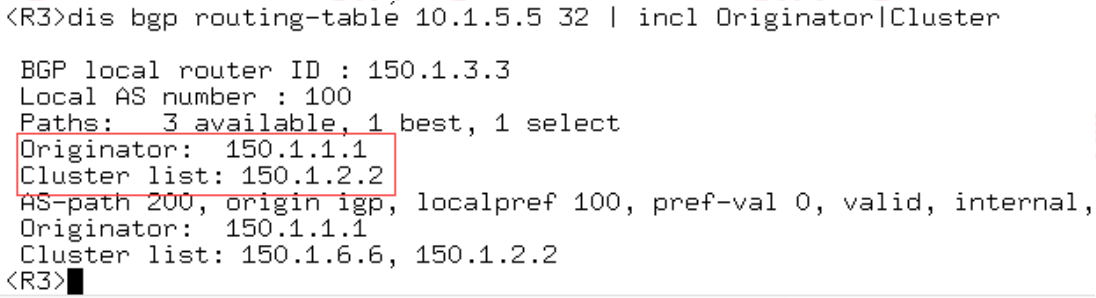 <R3>dis bgp routing-table 10.1.5.5 32 | incl Originator|Cluster
BGP local router ID : 150.1.3.3
Local AS number : 100
Paths:   3 available, 1 best, 1 select
Originator:  150.1.1.1
Cluster list: 150.1.2.2
AS-path 200, origin igp, localpref 100, pref-val 0, valid, internal,
Originator:  150.1.1.1
Cluster list: 150.1.6.6, 150.1.2.2
<R3>